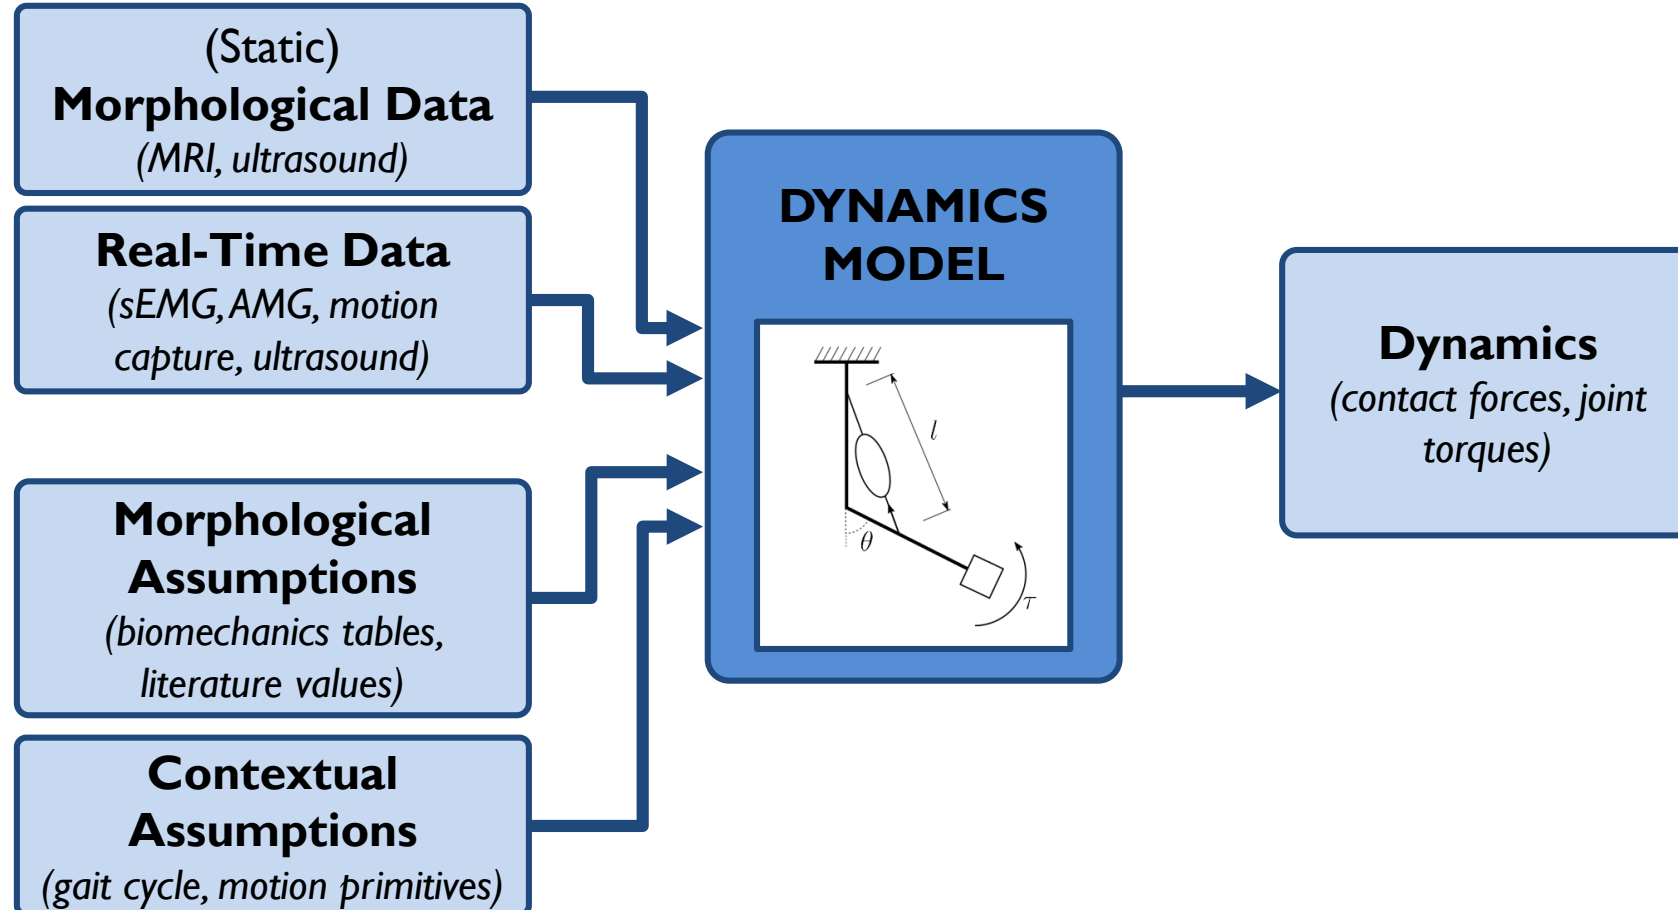 (Static)
Morphological Data
(MRI, ultrasound)
Real-Time Data
(sEMG, AMG, motion
capture, ultrasound)
Morphological
Assumptions
(biomechanics tables,
literature values)
Contextual
Assumptions
(gait cycle, motion primitives)
DYNAMICS
MODEL
l
θ
τ
Dynamics
(contact forces, joint
torques)